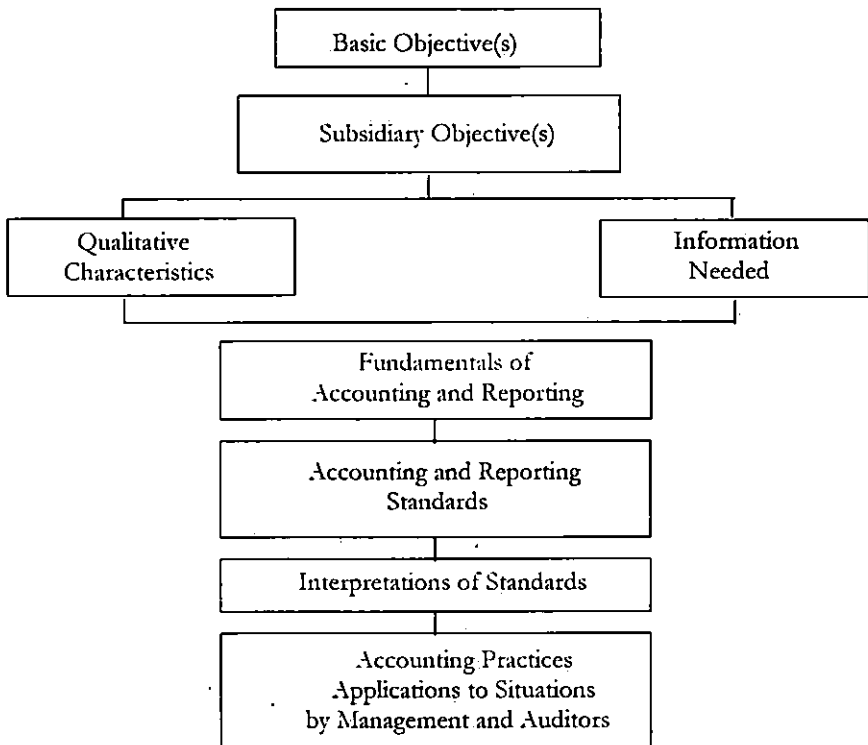 Basic Objective(s)
Subsidiary Objective(s)
Qualitative
Characteristics
Information
Needed
Fundamentals of
Accounting and Reporting
Accounting and Reporting
Standards
Interpretations of Standards
Accounting Practices
Applications to Situations
by Management and Auditors